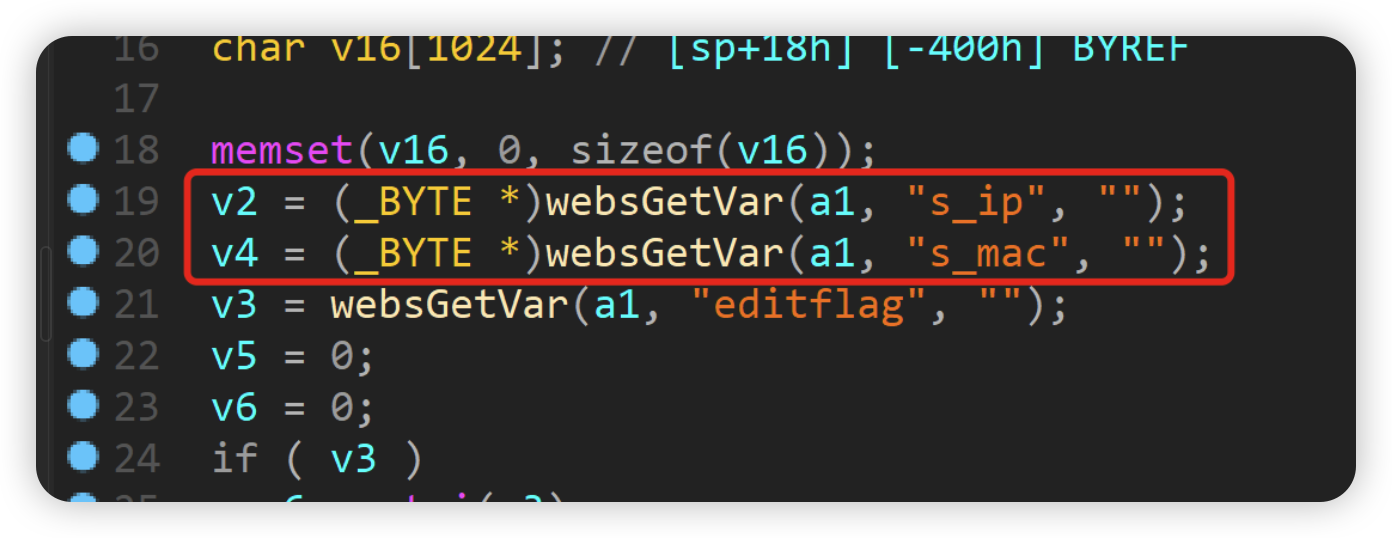 16 char v16[1024]; // [sp+18h] [-400h] BYREF
17
18 memset(v16, 0, sizeof(v16));
19 v2 = (_BYTE *)websGetVar(a1, "s_ip", "");
20 v4 = (_BYTE *)websGetVar(a1, "s_mac", "");
21 v3 = websGetVar(a1, "editflag", "");
22 v5 = 0;
23 v6 = 0;
24 if ( v3 )